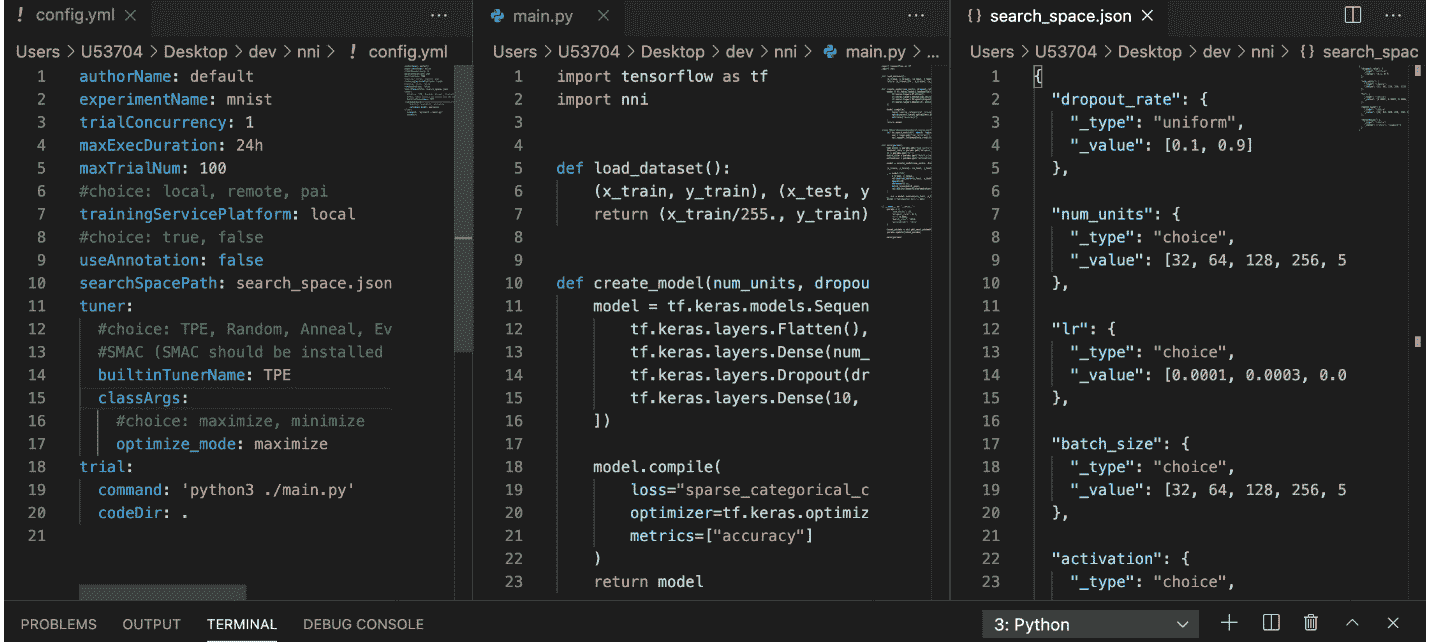 ! config.yml × ...
Users > U53704 > Desktop > dev > nni > ! config.yml
1 authorName: default
2 experimentName: mnist
3 trialConcurrency: 1
4 maxExecDuration: 24h
5 maxTrialNum: 100
6 #choice: local, remote, pai
7 trainingServicePlatform: local
8 #choice: true, false
9 useAnnotation: false
10 searchSpacePath: search_space.json
11 tuner:
12 #choice: TPE, Random, Anneal, Ev
13 #SMAC (SMAC should be installed
14 builtinTunerName: TPE
15 classArgs:
16 #choice: maximize, minimize
17 optimize_mode: maximize
18 trial:
19 command: 'python3 ./main.py'
20 codeDir: .
21
main.py × ...
Users > U53704 > Desktop > dev > nni > main.py > ...
1 import tensorflow as tf
2 import nni
3
4
5 def load_dataset():
6 (x_train, y_train), (x_test, y
7 return (x_train/255., y_train)
8
9
10 def create_model(num_units, dropou
11 model = tf.keras.models.Sequen
12 tf.keras.layers.Flatten(),
13 tf.keras.layers.Dense(num_
14 tf.keras.layers.Dropout(dr
15 tf.keras.layers.Dense(10,
16 ])
17
18 model.compile(
19 loss="sparse_categorical_c
20 optimizer=tf.keras.optimiz
21 metrics=["accuracy"]
22 )
23 return model
{} search_space.json × ...
Users > U53704 > Desktop > dev > nni > {} search_spac
1 {
2 "dropout_rate": {
3 "_type": "uniform",
4 "_value": [0.1, 0.9]
5 },
6
7 "num_units": {
8 "_type": "choice",
9 "_value": [32, 64, 128, 256, 5
10 },
11
12 "lr": {
13 "_type": "choice",
14 "_value": [0.0001, 0.0003, 0.0
15 },
16
17 "batch_size": {
18 "_type": "choice",
19 "_value": [32, 64, 128, 256, 5
20 },
21
22 "activation": {
23 "_type": "choice",
PROBLEMS OUTPUT TERMINAL DEBUG CONSOLE 3: Python